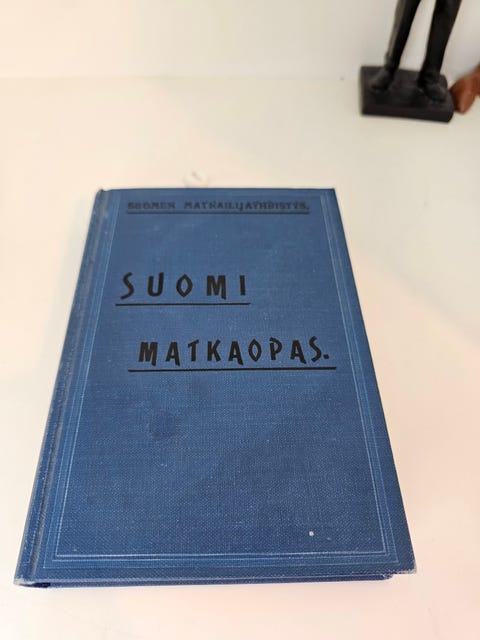 SUOMEN MATKAILIJAYHDISTYS.
SUOMI
MATKAOPAS.